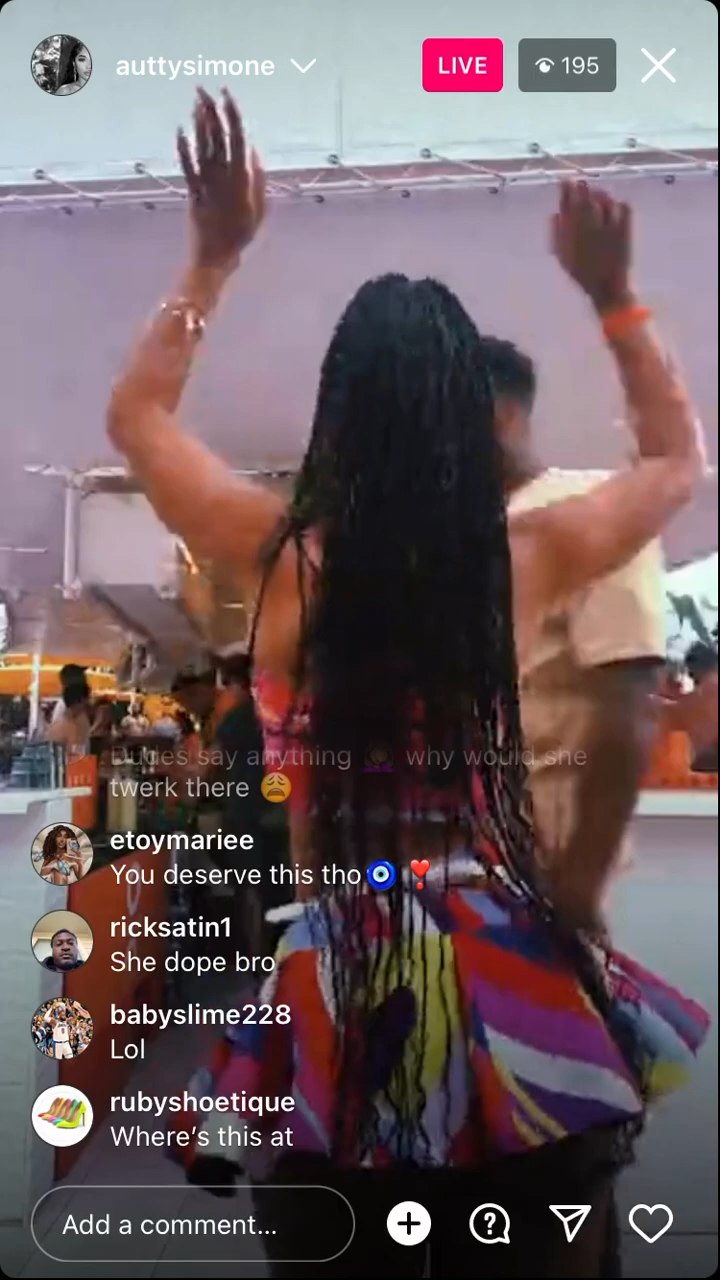 auttysimone
LIVE
195
Dudes say anything 🤦🏿‍♀️ why would she
twerk there 😩
etoymariee
You deserve this tho🧿❣️
ricksatin1
She dope bro
babyslime228
Lol
rubyshoetique
Where’s this at
Add a comment...